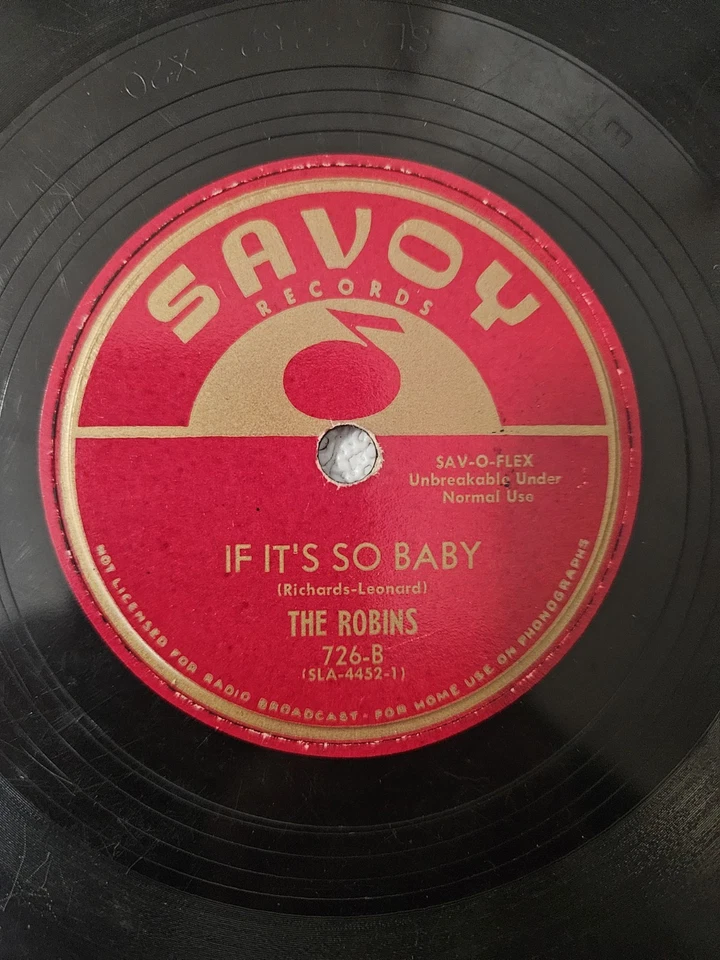 SAVOY
RECORDS
SAV-O-FLEX
Unbreakable Under
Normal Use
IF IT'S SO BABY
(Richards-Leonard)
THE ROBINS
726-B
(SLA-4452-1)
NOT LICENSED FOR RADIO BROADCAST - FOR HOME USE ON PHONOGRAPHS